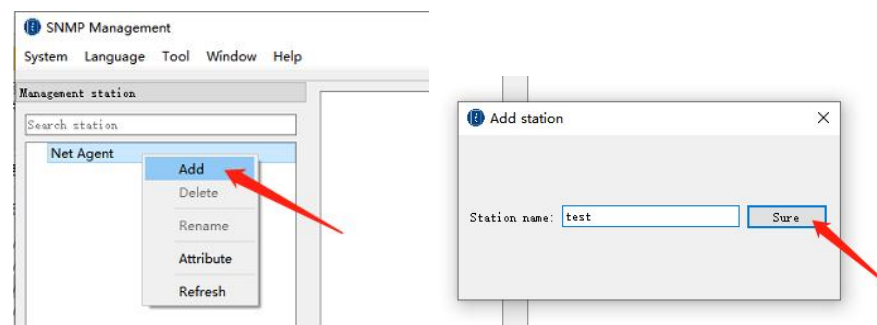 SNMP Management
System Language Tool Window Help
Management station
Search station
Net Agent
Add
Delete
Rename
Attribute
Refresh
Add station
Station name: test Sure